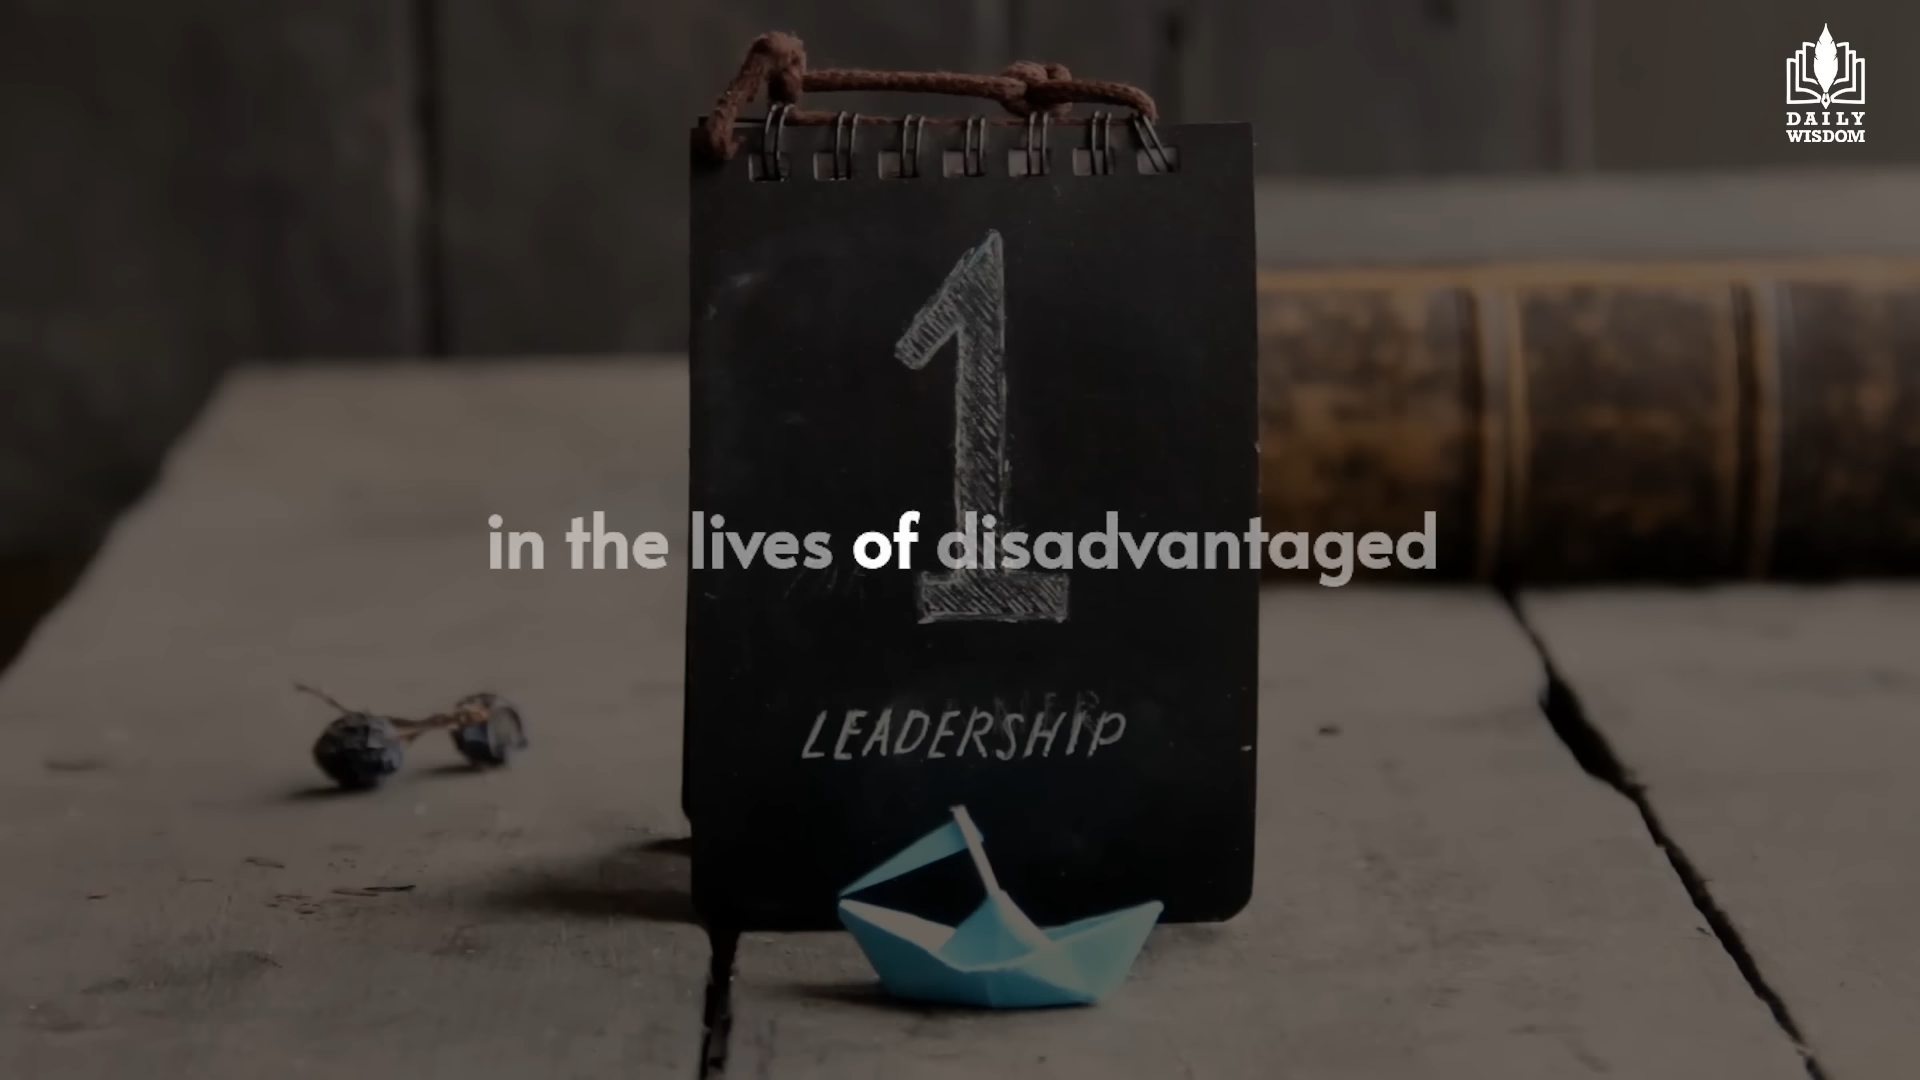 DAILY
WISDOM
1
in the lives of disadvantaged
LEADERSHIP